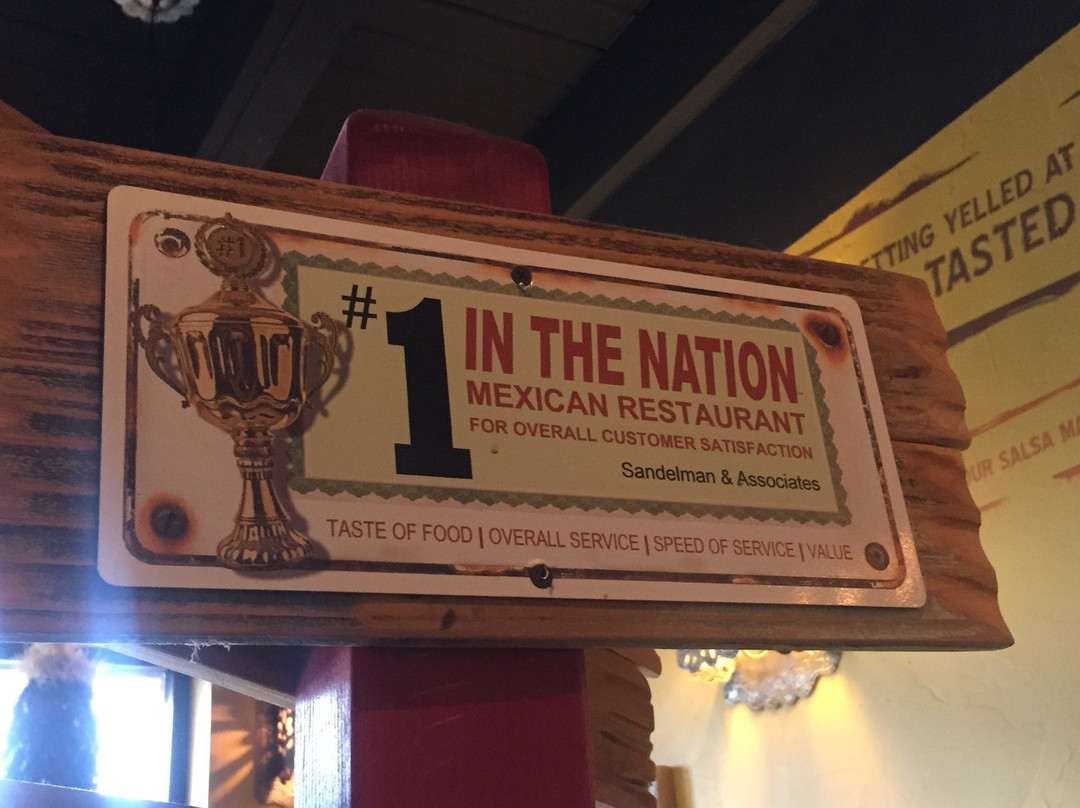 #1
#1
IN THE NATION
MEXICAN RESTAURANT
FOR OVERALL CUSTOMER SATISFACTION
Sandelman & Associates
TASTE OF FOOD | OVERALL SERVICE | SPEED OF SERVICE | VALUE
YELLED AT
TASTED
SALSA